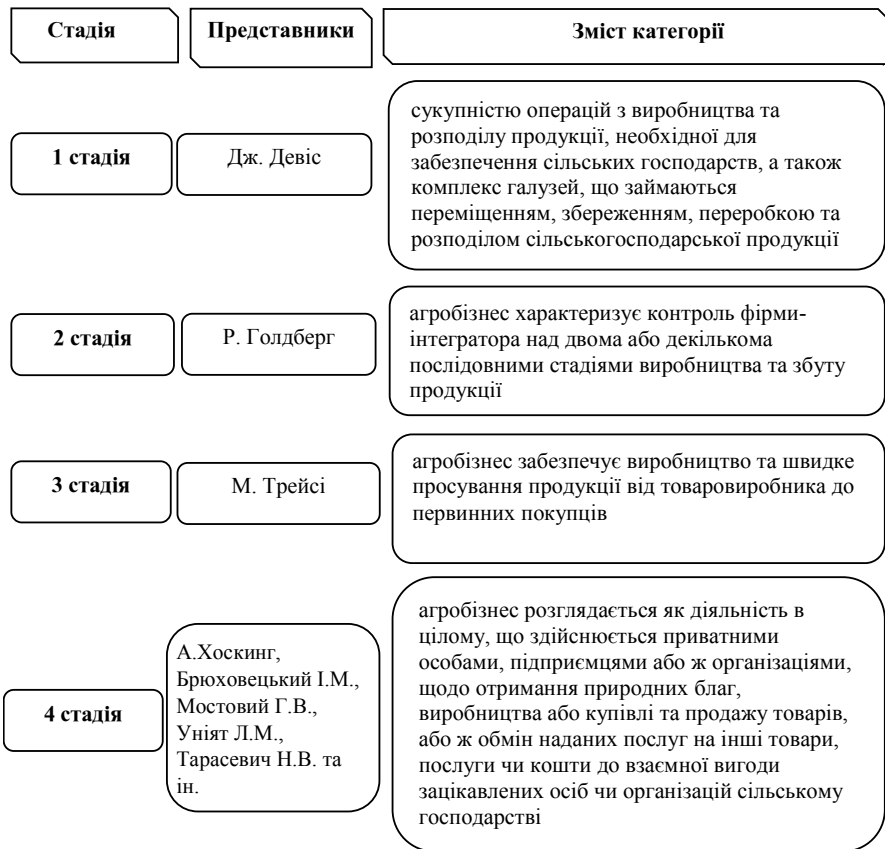 Стадія
Представники
Зміст категорії
1 стадія
Дж. Девіс
сукупністю операцій з виробництва та
розподілу продукції, необхідної для
забезпечення сільських господарств, а також
комплекс галузей, що займаються
переміщенням, збереженням, переробкою та
розподілом сільськогосподарської продукції
2 стадія
Р. Голдберг
агробізнес характеризує контроль фірми-
інтегратора над двома або декількома
послідовними стадіями виробництва та збуту
продукції
3 стадія
М. Трейсі
агробізнес забезпечує виробництво та швидке
просування продукції від товаровиробника до
первинних покупців
4 стадія
А.Хоскинг,
Брюховецький І.М.,
Мостовий Г.В.,
Уніят Л.М.,
Тарасевич Н.В. та
ін.
агробізнес розглядається як діяльність в
цілому, що здійснюється приватними
особами, підприємцями або ж організаціями,
щодо отримання природних благ,
виробництва або купівлі та продажу товарів,
або ж обмін наданих послуг на інші товари,
послуги чи кошти до взаємної вигоди
зацікавлених осіб чи організацій сільському
господарстві